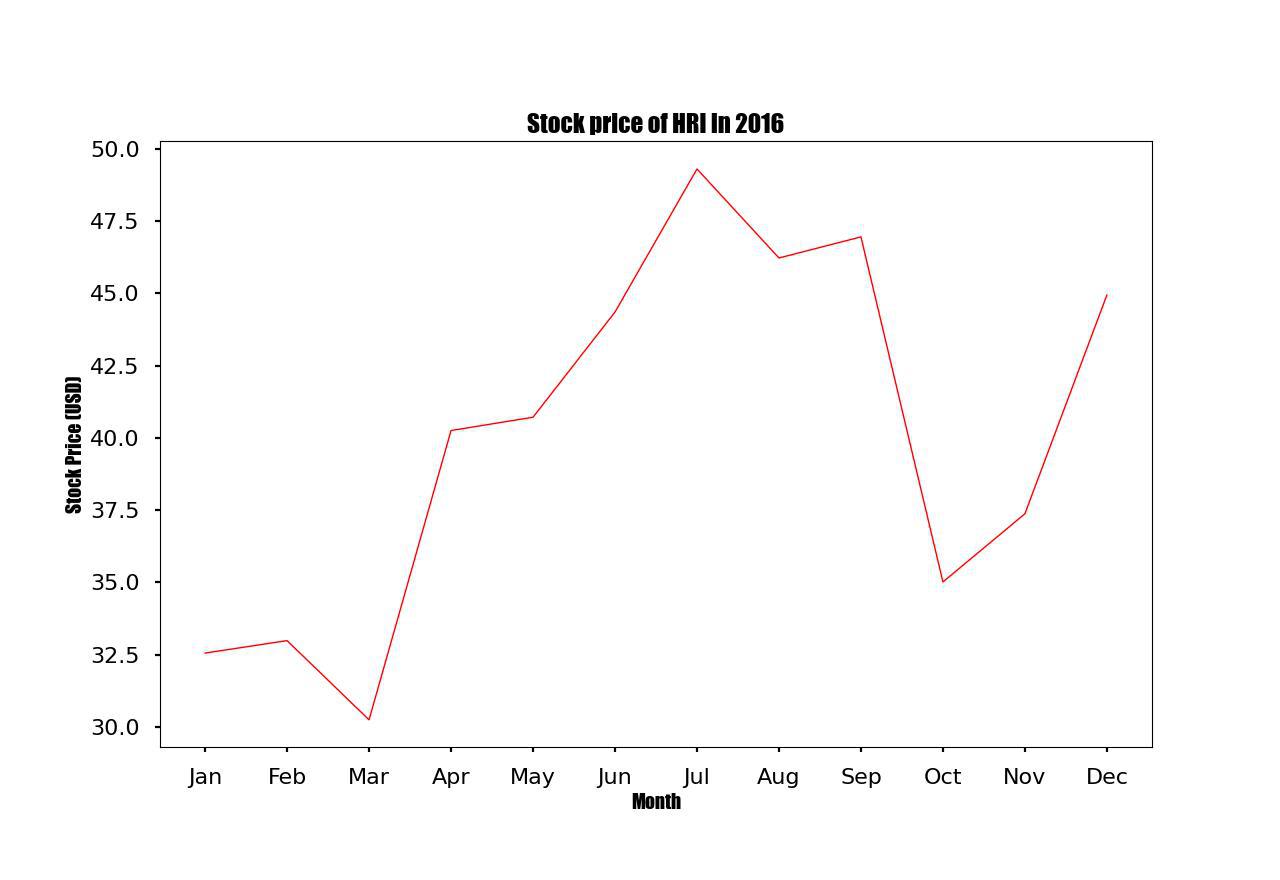 Stock price of HRI in 2016
50.0
47.5
45.0
42.5
40.0
37.5
35.0
32.5
30.0
Stock Price (USD)
Jan Feb Mar Apr May Jun Jul Aug Sep Oct Nov Dec
Month